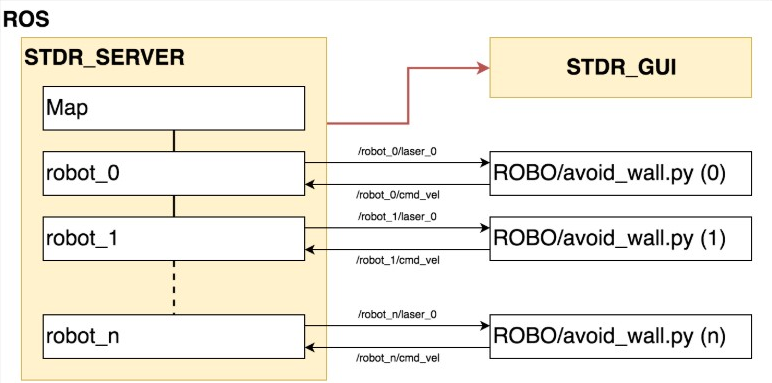 ROS
STDR_SERVER
STDR_GUI
Map
/robot_0/laser_0
robot_0
ROBO/avoid_wall.py (0)
/robot_0/cmd_vel
/robot_1/laser_0
robot_1
ROBO/avoid_wall.py (1)
/robot_1/cmd_vel
/robot_n/laser_0
robot_n
ROBO/avoid_wall.py (n)
/robot_n/cmd_vel